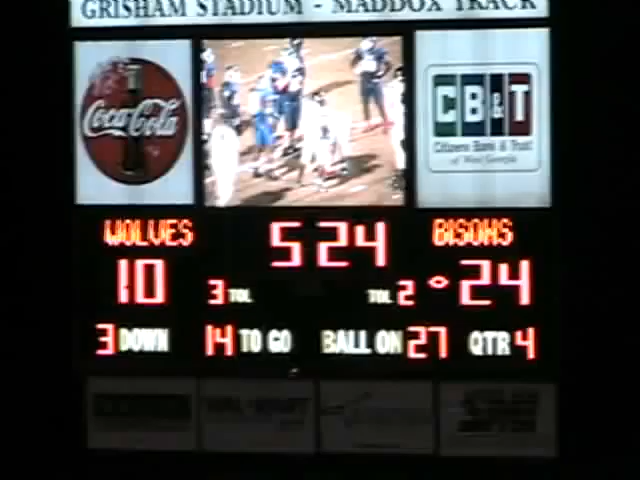 GRISHAM STADIUM - MADDOX TRACK
Coca-Cola
CB&T
Citizens Bank & Trust
of West Georgia
WOLVES 5 24 BISONS
10 3 TOL TOL 2 24
3 DOWN 14 TO GO BALL ON 27 QTR 4